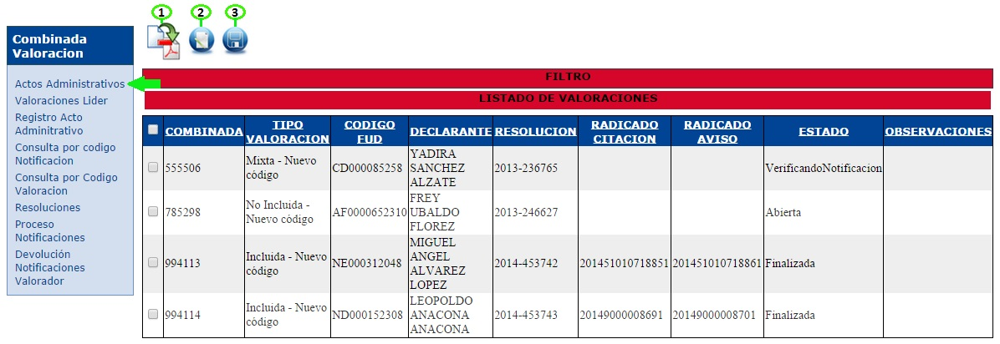 1 2 3
Combinada
Valoracion
Actos Administrativos
Valoraciones Lider
Registro Acto
Adminitrativo
Consulta por codigo
Notificacion
Consulta por Codigo
Valoracion
Resoluciones
Proceso
Notificaciones
Devolución
Notificaciones
Valorador
FILTRO
LISTADO DE VALORACIONES
COMBINADA
TIPO
VALORACION
CODIGO
FUD
DECLARANTE
RESOLUCION
RADICADO
CITACION
RADICADO
AVISO
ESTADO
OBSERVACIONES
555506
Mixta - Nuevo
código
CD000085258
YADIRA
SANCHEZ
ALZATE
2013-236765
VerificandoNotificacion
785298
No Incluida -
Nuevo código
AF0000652310
FREY
UBALDO
FLOREZ
2013-246627
Abierta
994113
Incluida - Nuevo
código
NE000312048
MIGUEL
ANGEL
ALVAREZ
LOPEZ
2014-453742
201451010718851
201451010718861
Finalizada
994114
Incluida - Nuevo
código
ND000152308
LEOPOLDO
ANACONA
ANACONA
2014-453743
20149000008691
20149000008701
Finalizada